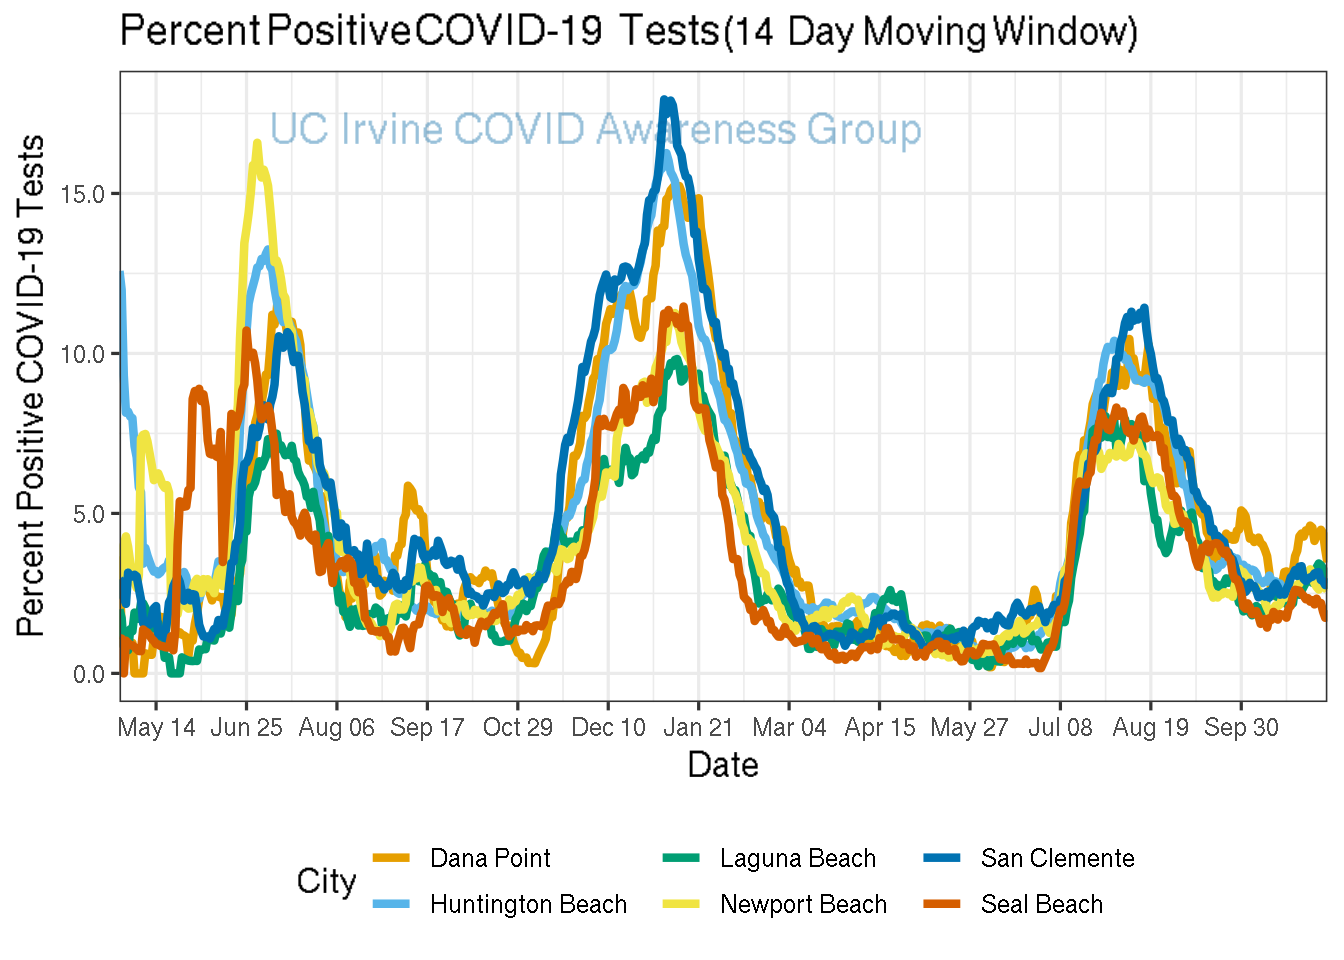 Percent Positive COVID-19 Tests(14 Day Moving Window)
UC Irvine COVID Awareness Group
Percent Positive COVID-19 Tests
15.0
10.0
5.0
0.0
May 14 Jun 25 Aug 06 Sep 17 Oct 29 Dec 10 Jan 21 Mar 04 Apr 15 May 27 Jul 08 Aug 19 Sep 30
Date
City
Dana Point Laguna Beach San Clemente
Huntington Beach Newport Beach Seal Beach